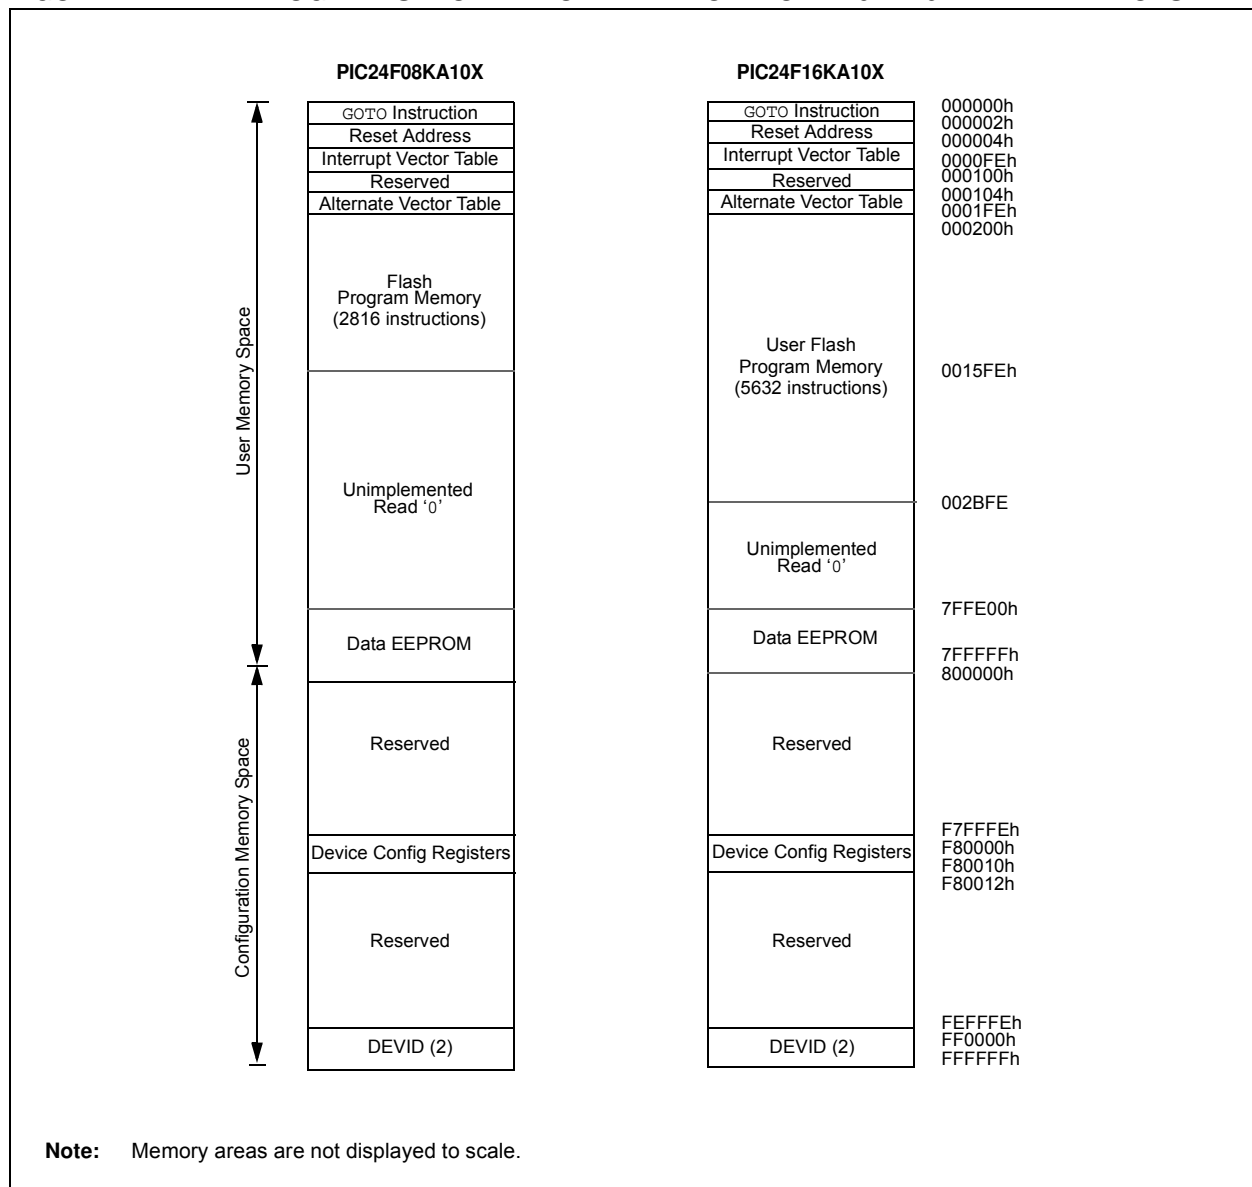 PIC24F08KA10X
GOTO Instruction
Reset Address
Interrupt Vector Table
Reserved
Alternate Vector Table
Flash
Program Memory
(2816 instructions)
Unimplemented
Read ‘0’
Data EEPROM
Reserved
Device Config Registers
Reserved
DEVID (2)
User Memory Space
Configuration Memory Space
PIC24F16KA10X
GOTO Instruction
Reset Address
Interrupt Vector Table
Reserved
Alternate Vector Table
User Flash
Program Memory
(5632 instructions)
Unimplemented
Read ‘0’
Data EEPROM
Reserved
Device Config Registers
Reserved
DEVID (2)
000000h
000002h
000004h
0000FEh
000100h
000104h
0001FEh
000200h
0015FEh
002BFE
7FFE00h
7FFFFFh
800000h
F7FFFEh
F80000h
F80010h
F80012h
FEFFFEh
FF0000h
FFFFFFh
Note: Memory areas are not displayed to scale.